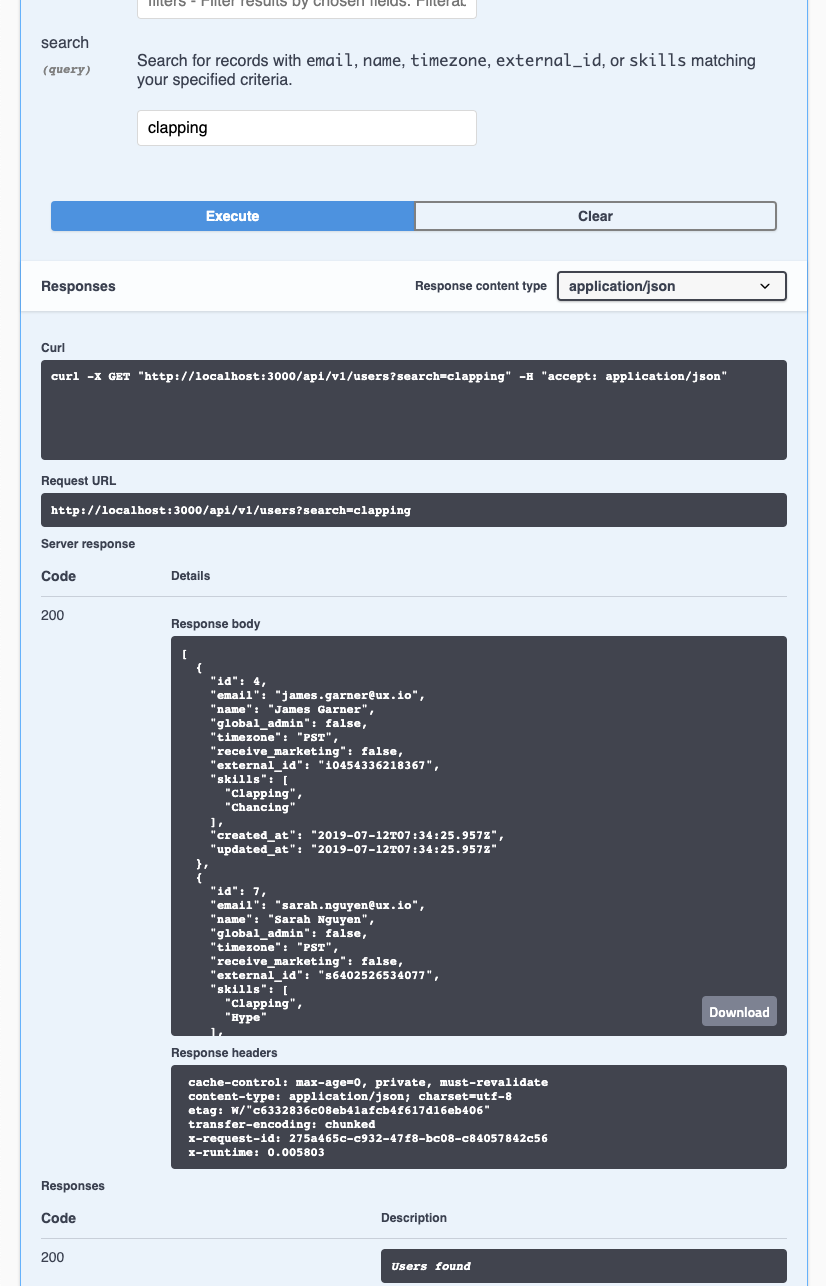 filters - Filter results by chosen fields. Filterab
search
(query)
Search for records with email, name, timezone, external_id, or skills matching
your specified criteria.
clapping
Execute
Clear
Responses
Response content type
application/json
Curl
curl -X GET "http://localhost:3000/api/v1/users?search=clapping" -H "accept: application/json"
Request URL
http://localhost:3000/api/v1/users?search=clapping
Server response
Code
Details
200
Response body
[
  {
    "id": 4,
    "email": "james.garner@ux.io",
    "name": "James Garner",
    "global_admin": false,
    "timezone": "PST",
    "receive_marketing": false,
    "external_id": "i0454336218367",
    "skills": [
      "Clapping",
      "Chancing"
    ],
    "created_at": "2019-07-12T07:34:25.957Z",
    "updated_at": "2019-07-12T07:34:25.957Z"
  },
  {
    "id": 7,
    "email": "sarah.nguyen@ux.io",
    "name": "Sarah Nguyen",
    "global_admin": false,
    "timezone": "PST",
    "receive_marketing": false,
    "external_id": "s6402526534077",
    "skills": [
      "Clapping",
      "Hype"
    ],
Download
Response headers
cache-control: max-age=0, private, must-revalidate
content-type: application/json; charset=utf-8
etag: W/"c6332836c08eb41afcb4f617d16eb406"
transfer-encoding: chunked
x-request-id: 275a465c-c932-47f8-bc08-c84057842c56
x-runtime: 0.005803
Responses
Code
Description
200
Users found